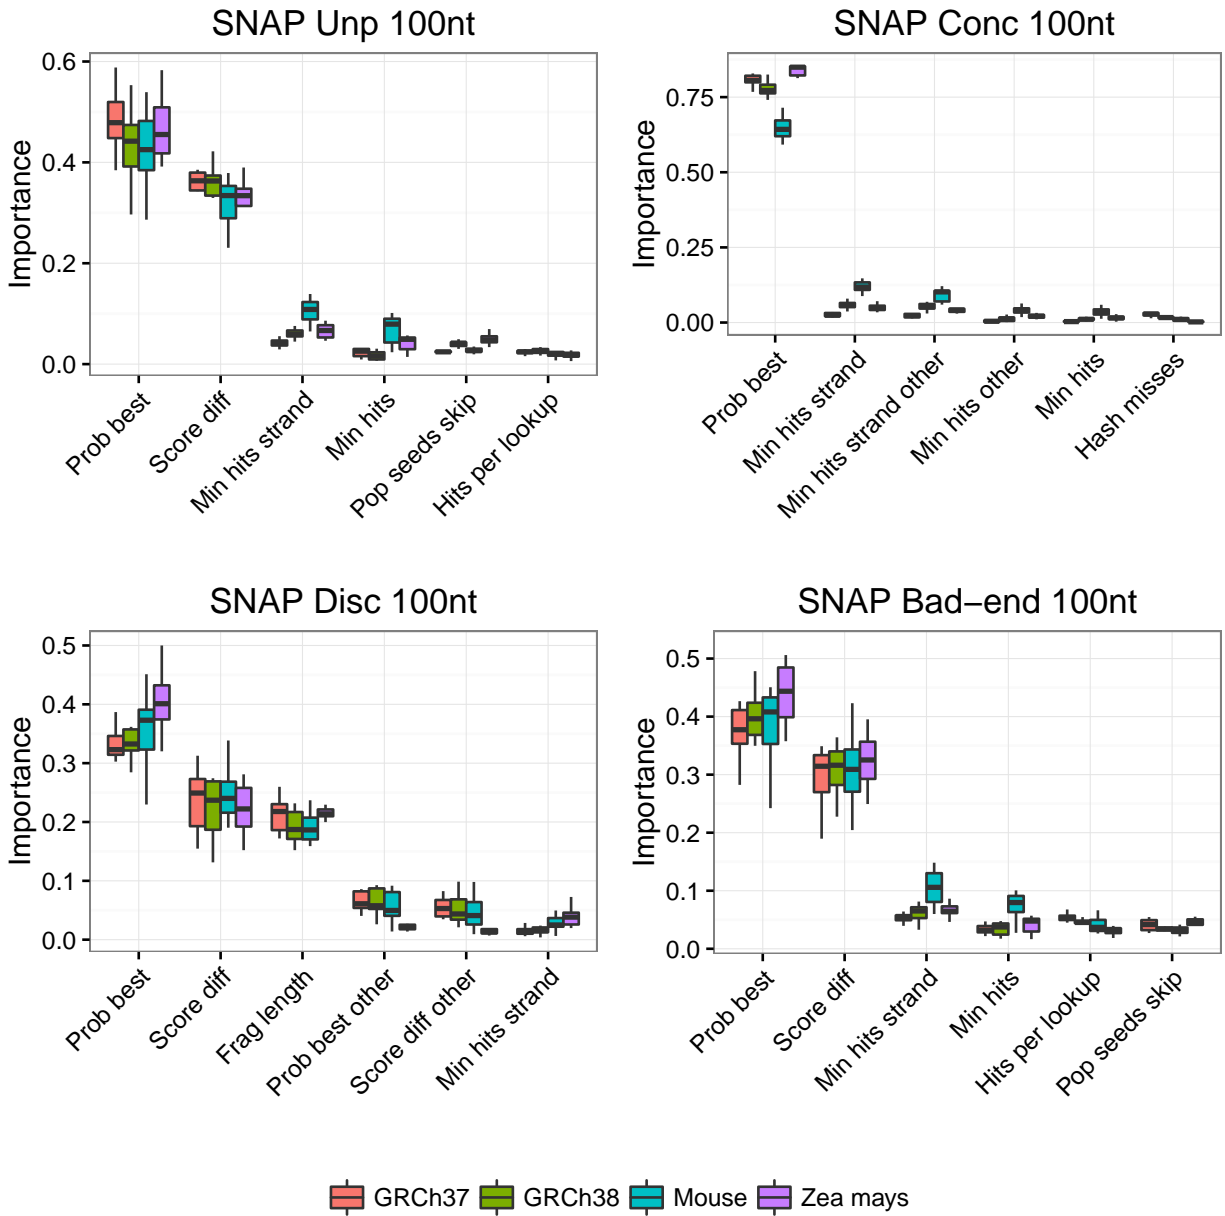 SNAP Unp 100nt
Importance
0.6
0.4
0.2
0.0
Prob best
Score diff
Min hits strand
Min hits
Pop seeds skip
Hits per lookup
SNAP Conc 100nt
Importance
0.75
0.50
0.25
0.00
Prob best
Min hits strand
Min hits strand other
Min hits other
Min hits
Hash misses
SNAP Disc 100nt
Importance
0.5
0.4
0.3
0.2
0.1
0.0
Prob best
Score diff
Frag length
Prob best other
Score diff other
Min hits strand
SNAP Bad−end 100nt
Importance
0.5
0.4
0.3
0.2
0.1
0.0
Prob best
Score diff
Min hits strand
Min hits
Hits per lookup
Pop seeds skip
GRCh37 GRCh38 Mouse Zea mays